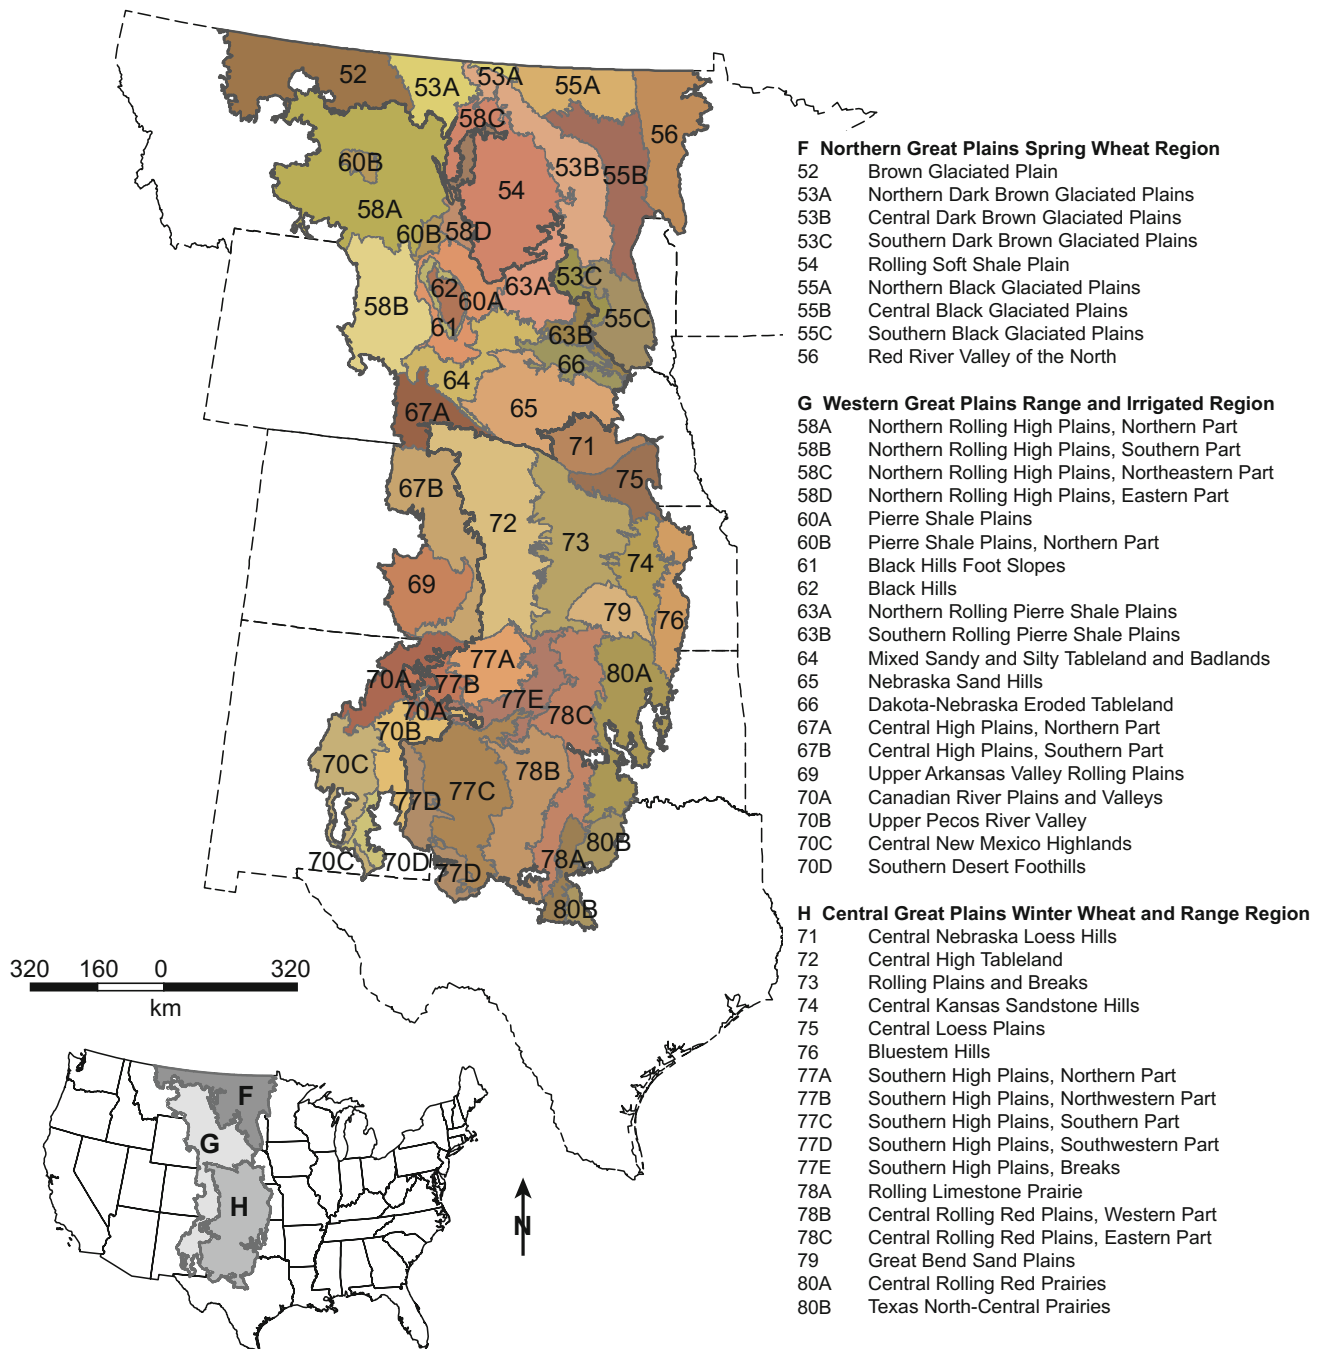 52
53A
53A
55A
58C
56
60B
53B
55B
54
58A
60B
58D
62
60A
63A
53C
58B
61
55C
63B
66
64
65
67A
71
67B
75
72
73
74
69
79
76
77A
70A
77B
80A
77E
70A
78C
70B
70C
78B
77C
77D
80B
70C
70D
78A
77D
80B
320 160 0 320
km
F
G
H
N
F Northern Great Plains Spring Wheat Region
52 Brown Glaciated Plain
53A Northern Dark Brown Glaciated Plains
53B Central Dark Brown Glaciated Plains
53C Southern Dark Brown Glaciated Plains
54 Rolling Soft Shale Plain
55A Northern Black Glaciated Plains
55B Central Black Glaciated Plains
55C Southern Black Glaciated Plains
56 Red River Valley of the North
G Western Great Plains Range and Irrigated Region
58A Northern Rolling High Plains, Northern Part
58B Northern Rolling High Plains, Southern Part
58C Northern Rolling High Plains, Northeastern Part
58D Northern Rolling High Plains, Eastern Part
60A Pierre Shale Plains
60B Pierre Shale Plains, Northern Part
61 Black Hills Foot Slopes
62 Black Hills
63A Northern Rolling Pierre Shale Plains
63B Southern Rolling Pierre Shale Plains
64 Mixed Sandy and Silty Tableland and Badlands
65 Nebraska Sand Hills
66 Dakota-Nebraska Eroded Tableland
67A Central High Plains, Northern Part
67B Central High Plains, Southern Part
69 Upper Arkansas Valley Rolling Plains
70A Canadian River Plains and Valleys
70B Upper Pecos River Valley
70C Central New Mexico Highlands
70D Southern Desert Foothills
H Central Great Plains Winter Wheat and Range Region
71 Central Nebraska Loess Hills
72 Central High Tableland
73 Rolling Plains and Breaks
74 Central Kansas Sandstone Hills
75 Central Loess Plains
76 Bluestem Hills
77A Southern High Plains, Northern Part
77B Southern High Plains, Northwestern Part
77C Southern High Plains, Southern Part
77D Southern High Plains, Southwestern Part
77E Southern High Plains, Breaks
78A Rolling Limestone Prairie
78B Central Rolling Red Plains, Western Part
78C Central Rolling Red Plains, Eastern Part
79 Great Bend Sand Plains
80A Central Rolling Red Prairies
80B Texas North-Central Prairies